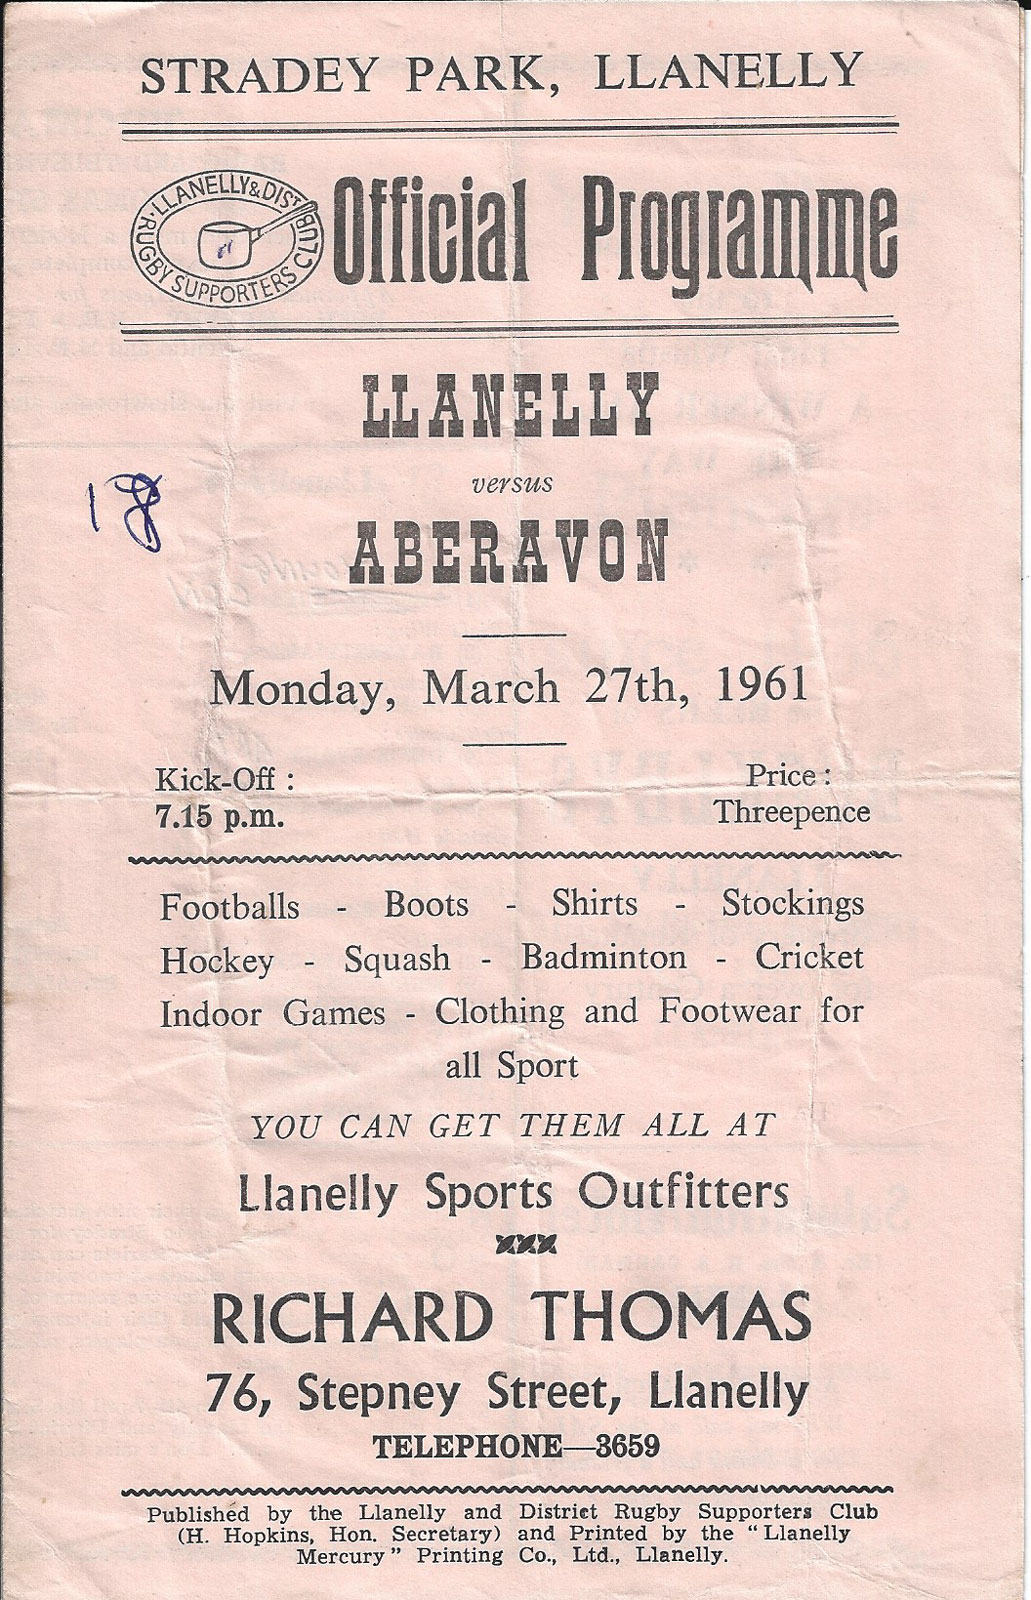 STRADEY PARK, LLANELLY
LLANELLY & DIST. RUGBY SUPPORTERS CLUB
Official Programme
LLANELLY
versus
ABERAVON
18
Monday, March 27th, 1961
Kick-Off :
7.15 p.m.
Price :
Threepence
Footballs - Boots - Shirts - Stockings
Hockey - Squash - Badminton - Cricket
Indoor Games - Clothing and Footwear for
all Sport
YOU CAN GET THEM ALL AT
Llanelly Sports Outfitters
RICHARD THOMAS
76, Stepney Street, Llanelly
TELEPHONE—3659
Published by the Llanelly and District Rugby Supporters Club
(H. Hopkins, Hon. Secretary) and Printed by the “Llanelly
Mercury” Printing Co., Ltd., Llanelly.